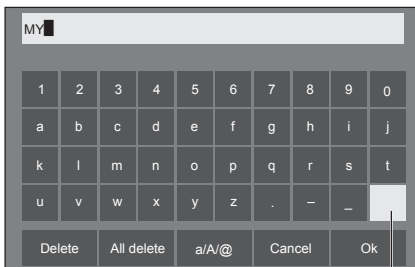 MY
1 2 3 4 5 6 7 8 9 0
a b c d e f g h i j
k l m n o p q r s t
u v w x y z . – _
Delete All delete a/A/@ Cancel Ok